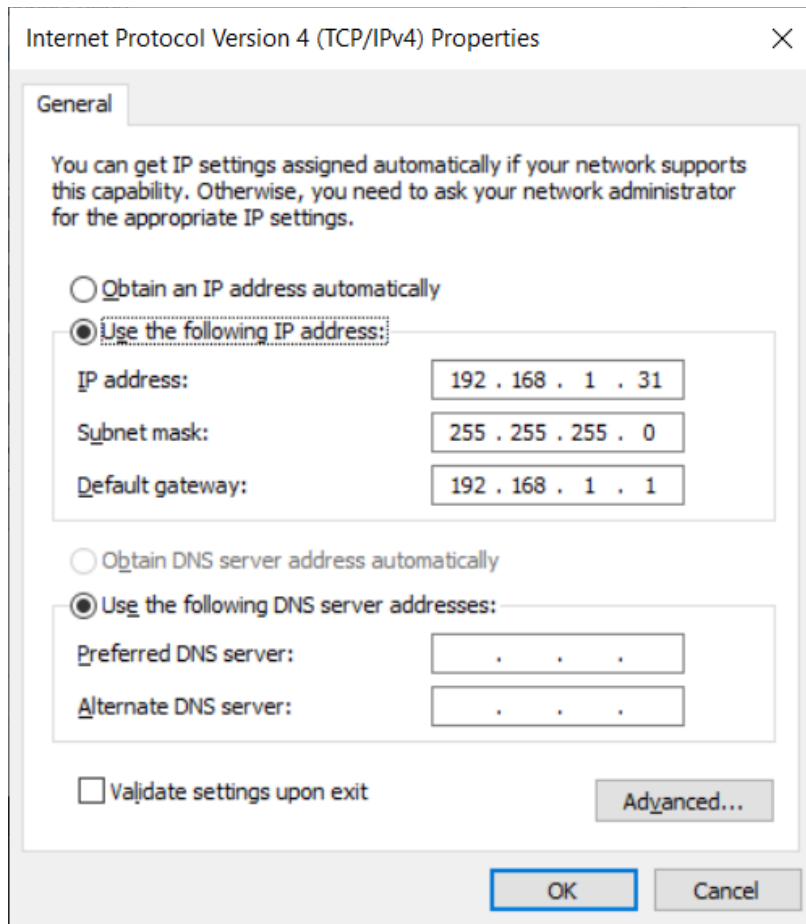 Internet Protocol Version 4 (TCP/IPv4) Properties
General
You can get IP settings assigned automatically if your network supports
this capability. Otherwise, you need to ask your network administrator
for the appropriate IP settings.
Obtain an IP address automatically
Use the following IP address:
IP address: 192 . 168 . 1 . 31
Subnet mask: 255 . 255 . 255 . 0
Default gateway: 192 . 168 . 1 . 1
Obtain DNS server address automatically
Use the following DNS server addresses:
Preferred DNS server: . . .
Alternate DNS server: . . .
Validate settings upon exit
Advanced...
OK Cancel